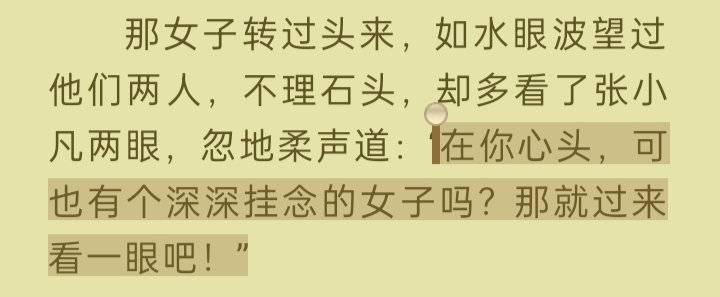 那女子转过头来，如水眼波望过
他们两人，不理石头，却多看了张小
凡两眼，忽地柔声道：“在你心头，可
也有个深深挂念的女子吗？那就过来
看一眼吧！”